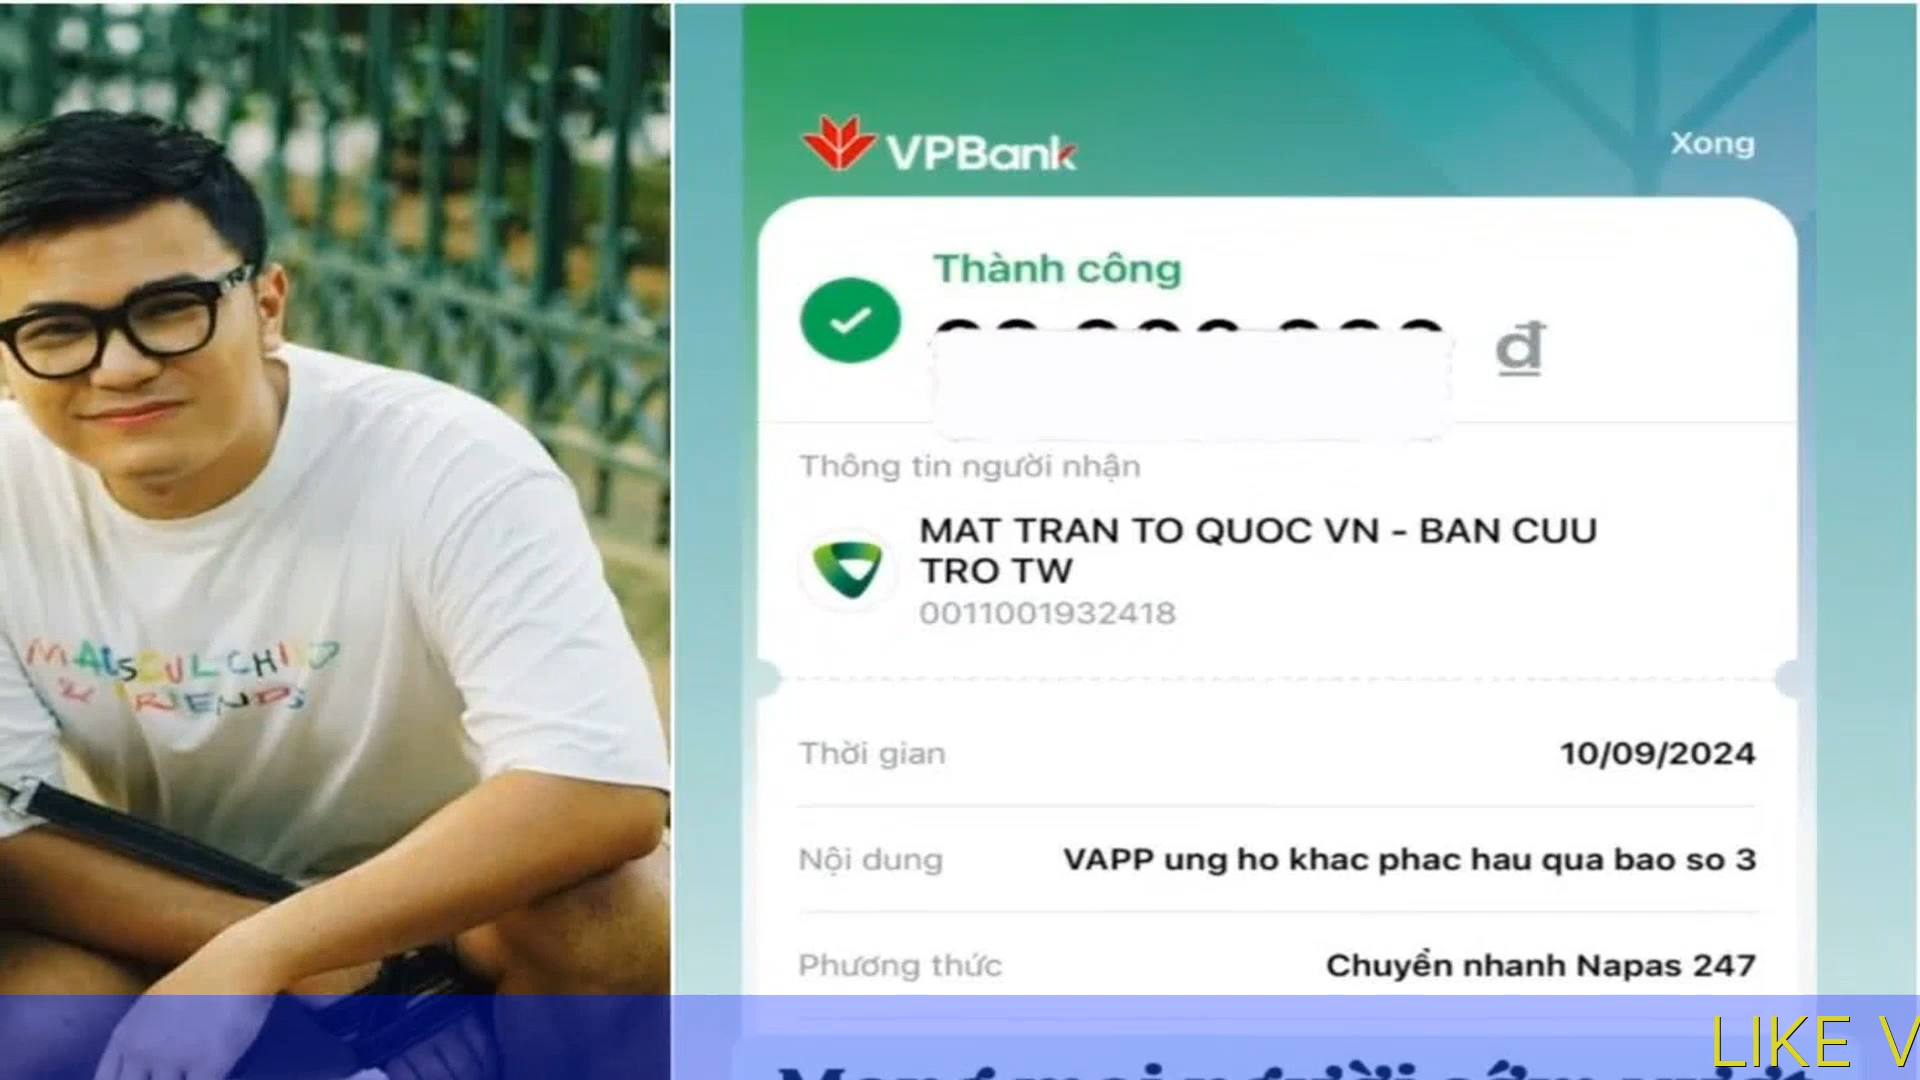 VPBank
Xong
Thành công
đ
Thông tin người nhận
MAT TRAN TO QUOC VN - BAN CUU
TRO TW
0011001932418
Thời gian
10/09/2024
Nội dung
VAPP ung ho khac phac hau qua bao so 3
Phương thức
Chuyển nhanh Napas 247
LIKE V